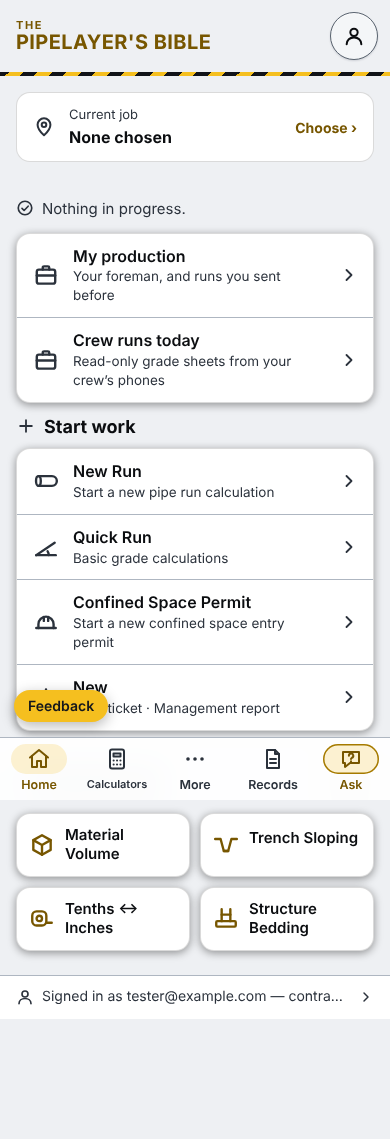 THE
PIPELAYER'S BIBLE
Current job
None chosen
Choose ›
Nothing in progress.
My production
Your foreman, and runs you sent
before
Crew runs today
Read-only grade sheets from your
crew's phones
Start work
New Run
Start a new pipe run calculation
Quick Run
Basic grade calculations
Confined Space Permit
Start a new confined space entry
permit
New
ticket · Management report
Feedback
Home
Calculators
More
Records
Ask
Material
Volume
Trench Sloping
Tenths ↔
Inches
Structure
Bedding
Signed in as tester@example.com — contra...